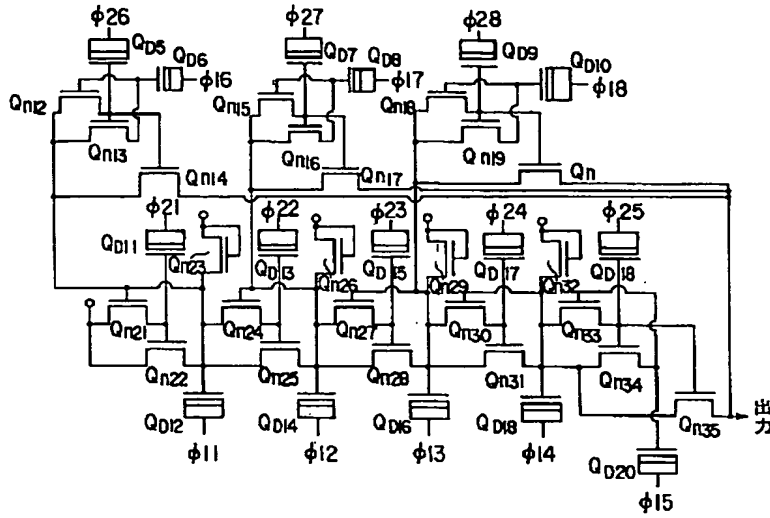 φ26 φ27 φ28
QD5 QD6 φ16 QD7 QD8 φ17 QD9 QD10 φ18
Qn12 Qn15 Qn18
Qn13 Qn16 Qn19
Qn14 Qn17 Qn
φ21 φ22 φ23 φ24 φ25
QD11 Qn23 QD13 Qn26 QD15 Qn29 QD17 Qn32 QD18
Qn21 Qn24 Qn27 Qn30 Qn33
Qn22 Qn25 Qn28 Qn31 Qn34
Qn35 出力
QD12 QD14 QD16 QD18
φ11 φ12 φ13 φ14
QD20
φ15